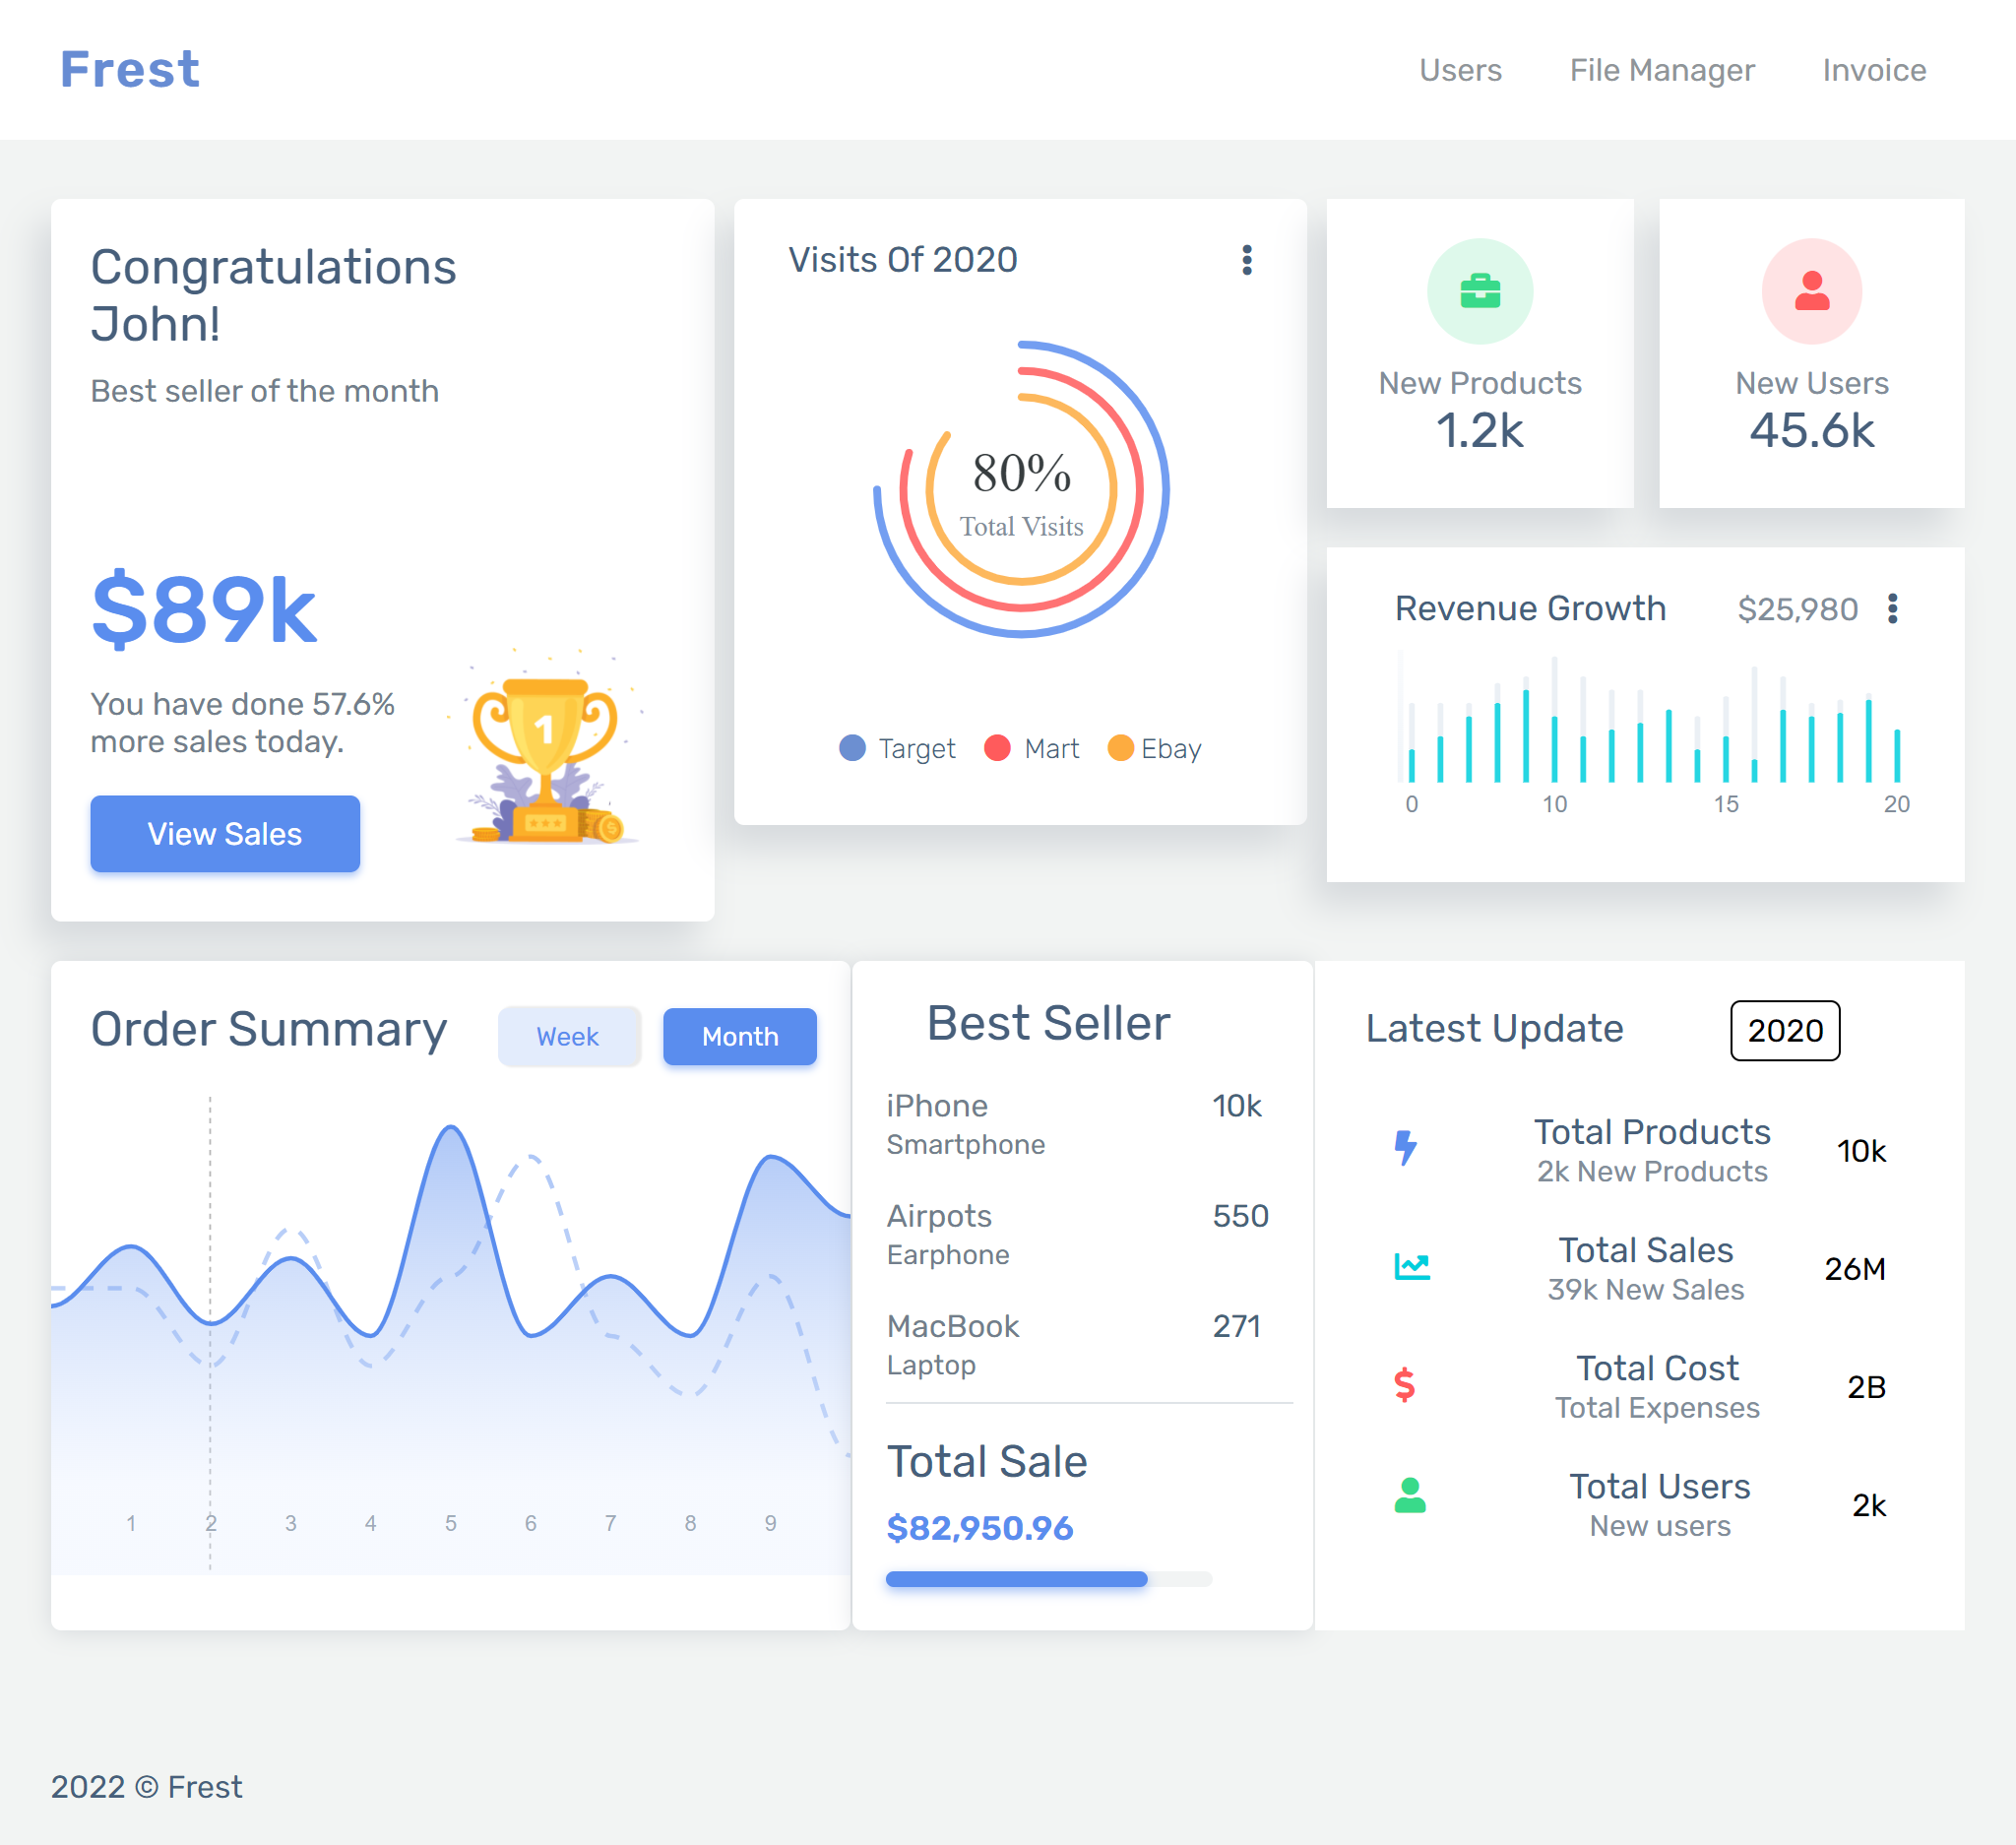 Frest
Users
File Manager
Invoice
Congratulations
John!
Best seller of the month
$89k
You have done 57.6%
more sales today.
1
View Sales
Visits Of 2020
80%
Total Visits
Target
Mart
Ebay
New Products
1.2k
New Users
45.6k
Revenue Growth
$25,980
0 10 15 20
Order Summary
Week
Month
1 2 3 4 5 6 7 8 9
Best Seller
iPhone 10k
Smartphone
Airpots 550
Earphone
MacBook 271
Laptop
Total Sale
$82,950.96
Latest Update
2020
Total Products
2k New Products
10k
Total Sales
39k New Sales
26M
Total Cost
Total Expenses
2B
Total Users
New users
2k
2022 © Frest